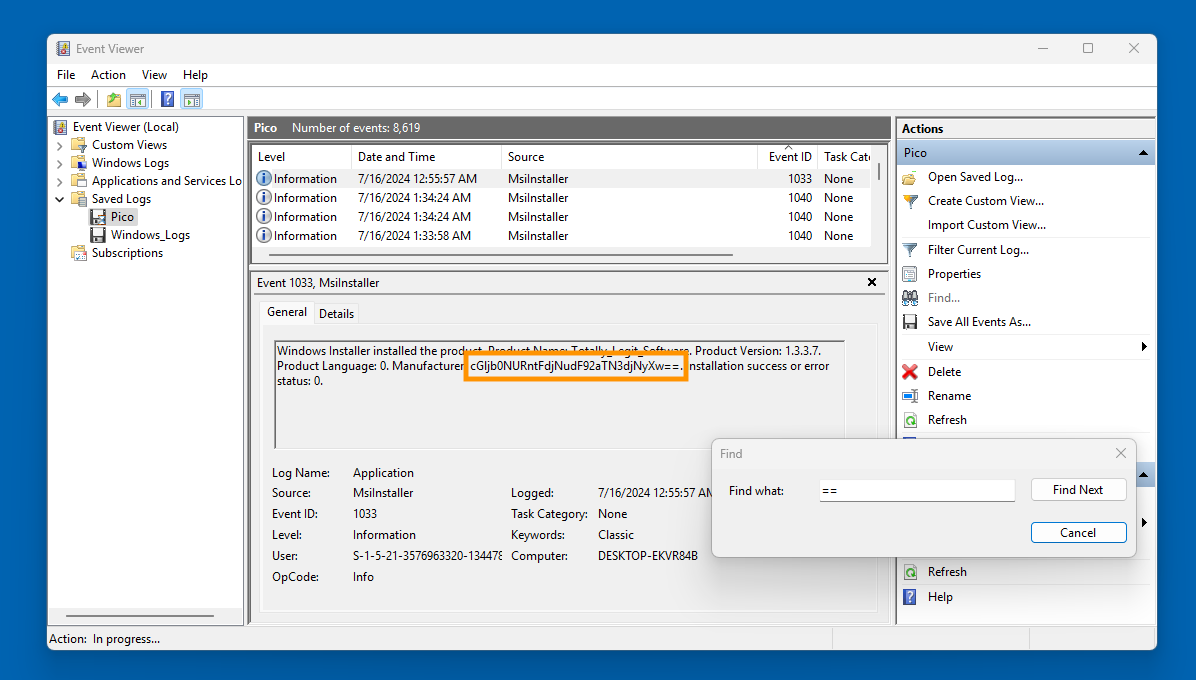 Event Viewer
File Action View Help
Event Viewer (Local)
Custom Views
Windows Logs
Applications and Services Lo
Saved Logs
Pico
Windows_Logs
Subscriptions
Pico Number of events: 8,619
Level Date and Time Source Event ID Task Cate
Information 7/16/2024 12:55:57 AM MsiInstaller 1033 None
Information 7/16/2024 1:34:24 AM MsiInstaller 1040 None
Information 7/16/2024 1:34:24 AM MsiInstaller 1040 None
Information 7/16/2024 1:33:58 AM MsiInstaller 1040 None
Event 1033, MsiInstaller
General Details
Windows Installer installed the product. Product Name: Totally_Legit_Software. Product Version: 1.3.3.7.
Product Language: 0. Manufacturer: cGljb0NURntFdjNudF92aTN3djNyXw==. Installation success or error
status: 0.
Log Name: Application
Source: MsiInstaller Logged: 7/16/2024 12:55:57 AM
Event ID: 1033 Task Category: None
Level: Information Keywords: Classic
User: S-1-5-21-3576963320-134478 Computer: DESKTOP-EKVR84B
OpCode: Info
Actions
Pico
Open Saved Log...
Create Custom View...
Import Custom View...
Filter Current Log...
Properties
Find...
Save All Events As...
View
Delete
Rename
Refresh
Find
Find what: == Find Next
Cancel
Refresh
Help
Action: In progress...